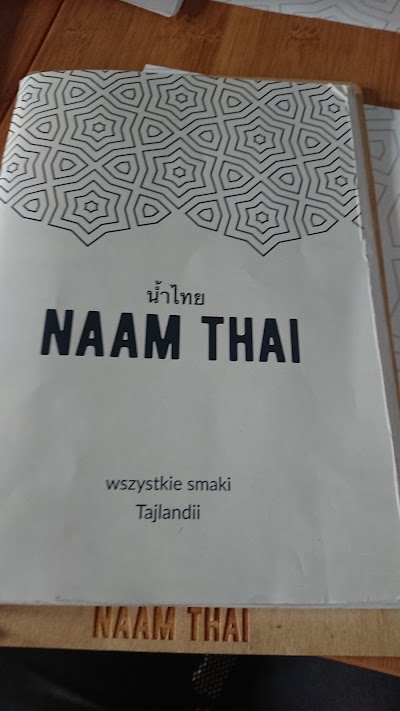 น้ำไทย
NAAM THAI
wszystkie smaki
Tajlandii
NAAM THAI